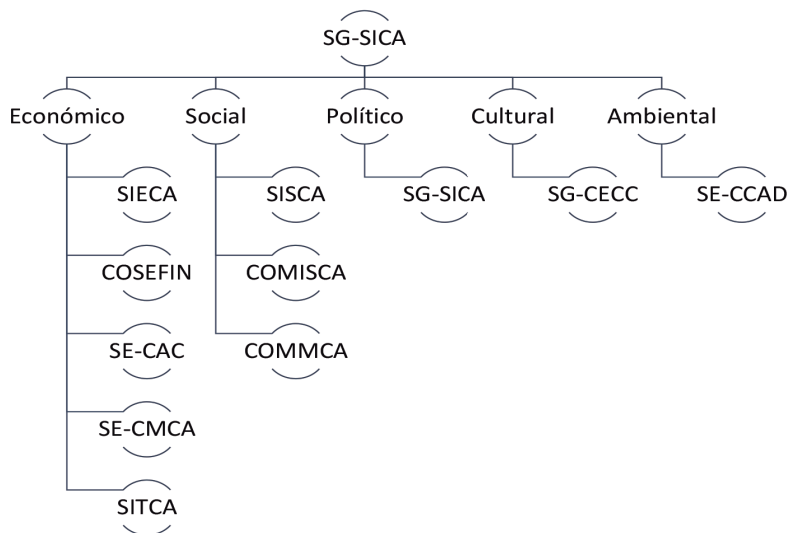 SG-SICA
Económico
Social
Político
Cultural
Ambiental
SIECA
SISCA
SG-SICA
SG-CECC
SE-CCAD
COSEFIN
COMISCA
SE-CAC
COMMCA
SE-CMCA
SITCA